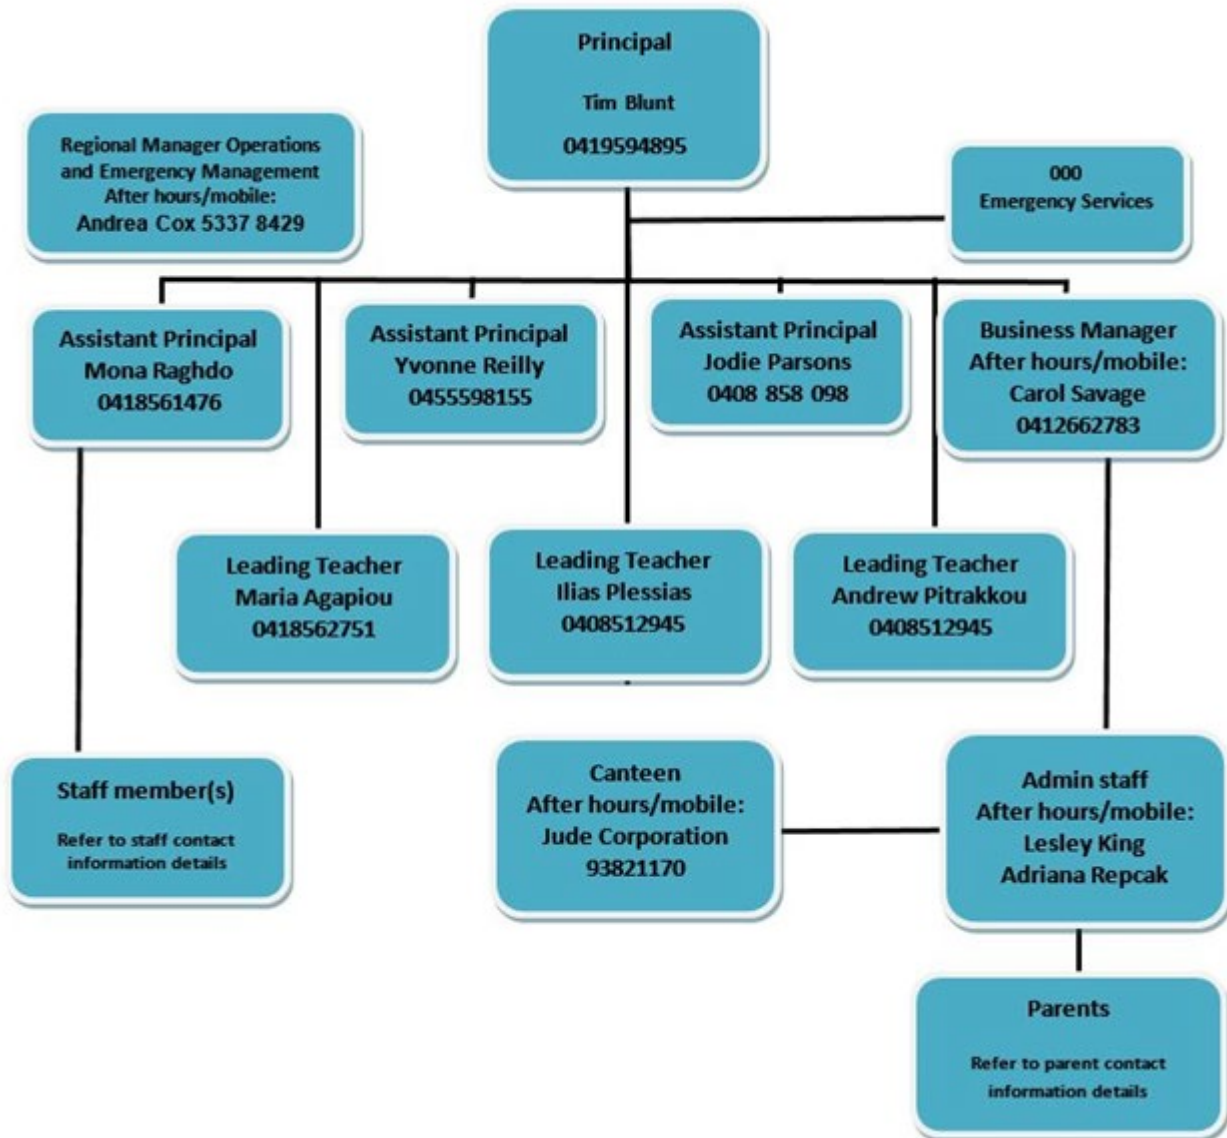 Principal
Tim Blunt
0419594895
Regional Manager Operations
and Emergency Management
After hours/mobile:
Andrea Cox 5337 8429
000
Emergency Services
Assistant Principal
Mona Raghdo
0418561476
Assistant Principal
Yvonne Reilly
0455598155
Assistant Principal
Jodie Parsons
0408 858 098
Business Manager
After hours/mobile:
Carol Savage
0412662783
Leading Teacher
Maria Agapiou
0418562751
Leading Teacher
Ilias Plessias
0408512945
Leading Teacher
Andrew Pitrakkou
0408512945
Staff member(s)
Refer to staff contact
information details
Canteen
After hours/mobile:
Jude Corporation
93821170
Admin staff
After hours/mobile:
Lesley King
Adriana Repcak
Parents
Refer to parent contact
information details